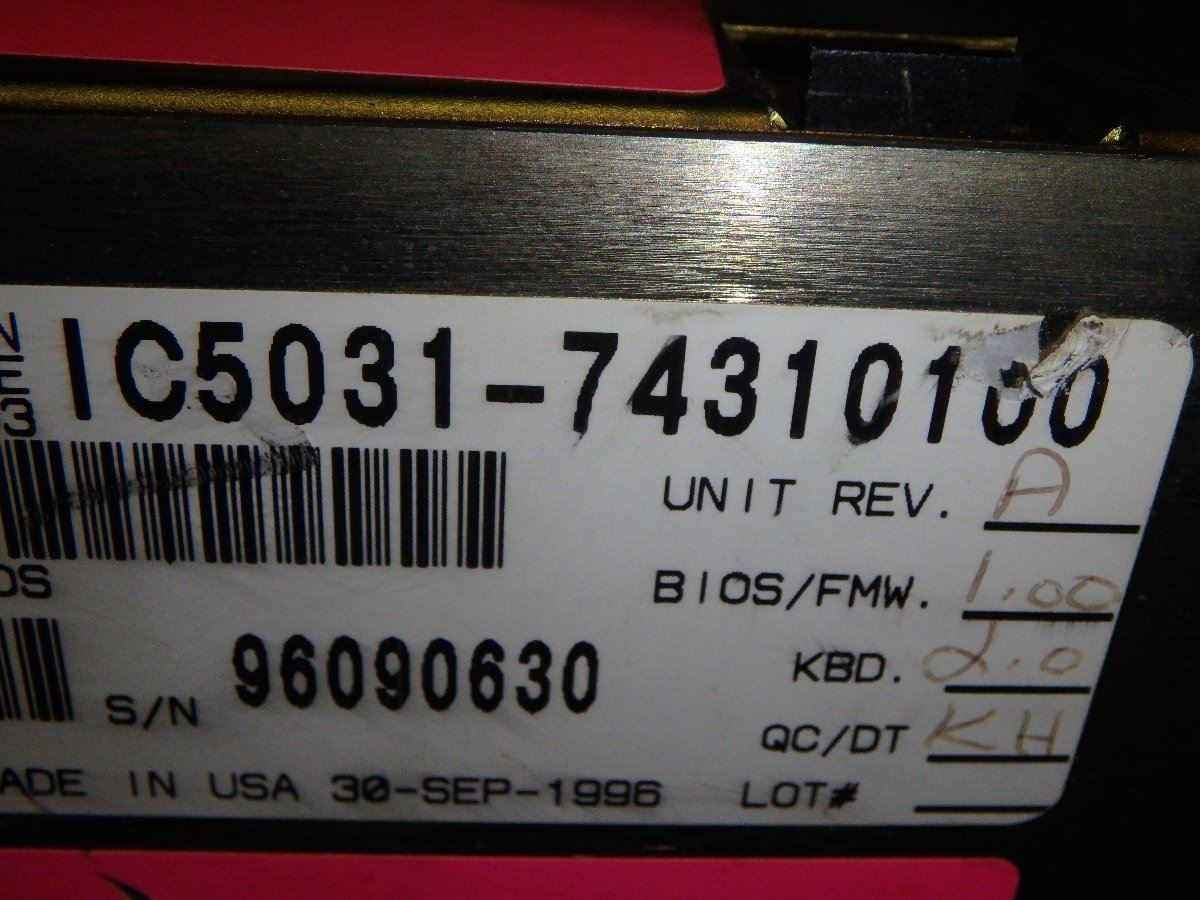 IC5031-74310100
UNIT REV. A
BIOS/FMW. 1.00
KBD. 2.0
S/N 96090630
QC/DT KH
ADE IN USA 30-SEP-1996 LOT#